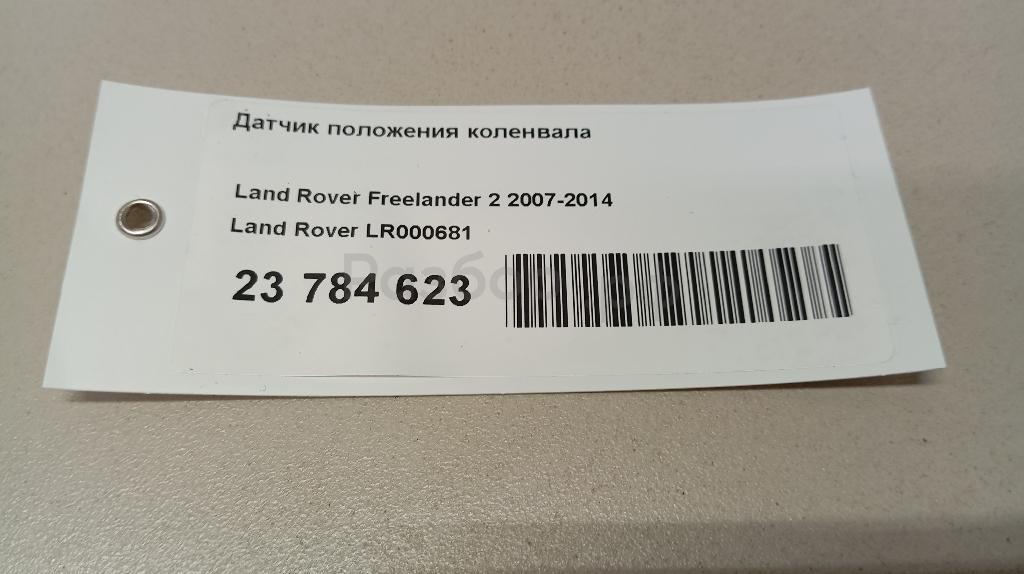 Датчик положения коленвала
Land Rover Freelander 2 2007-2014
Land Rover LR000681
23 784 623